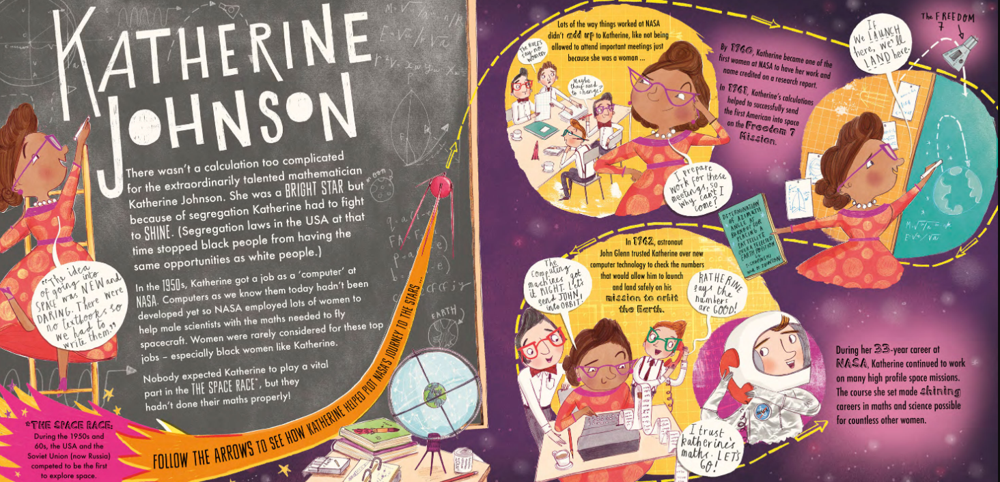 KATHERINE
JOHNSON
There wasn't a calculation too complicated
for the extraordinarily talented mathematician
Katherine Johnson. She was a BRIGHT STAR but
because of segregation Katherine had to fight
to SHINE. (Segregation laws in the USA at that
time stopped black people from having the
same opportunities as white people.)
In the 1950s, Katherine got a job as a 'computer' at
NASA. Computers as we know them today hadn't been
developed yet so NASA employed lots of women to
help male scientists with the maths needed to fly
spacecraft. Women were rarely considered for these top
jobs – especially black women like Katherine.
Nobody expected Katherine to play a vital
part in the 'THE SPACE RACE*, but they
hadn't done their maths properly!
"The idea
of going into
SPACE was NEW and
DARING. There were
no textbooks so
we had to
write them."
*THE SPACE RACE:
During the 1950s and
60s, the USA and the
Soviet Union (now Russia)
competed to be the first
to explore space.
FOLLOW THE ARROWS TO SEE HOW KATHERINE HELPED PLOT NASA'S JOURNEY TO THE STARS ...
MOON
EARTH
Lots of the way things worked at NASA
didn't add up to Katherine, like not being
allowed to attend important meetings just
because she was a woman ...
The RULES
say no
women
Maybe
they need
to change?
I prepare
work for these
meetings, so
why can't I
come?
By 1960, Katherine became one of the
first women at NASA to have her work and
name credited on a research report.
In 1961, Katherine's calculations
helped to successfully send
the first American into space
on the Freedom 7
Mission.
If
we LAUNCH
here, we'll
LAND here.
The FREEDOM
7
DETERMINATION
OF AZIMUTH
ANGLE AT
BURNOUT FOR
PLACING A
SATELLITE
OVER A SELECTED
EARTH POSITION
In 1962, astronaut
John Glenn trusted Katherine over new
computer technology to check the numbers
that would allow him to launch
and land safely on his
mission to orbit
the Earth.
The
computing
machines got
it RIGHT. Let's
send JOHN
into ORBIT!
KATHERINE
says the
numbers
are GOOD!
NASA
I trust
katherine's
maths. LET'S
GO!
During her 33-year career at
NASA, Katherine continued to work
on many high profile space missions.
The course she set made shining
careers in maths and science possible
for countless other women.